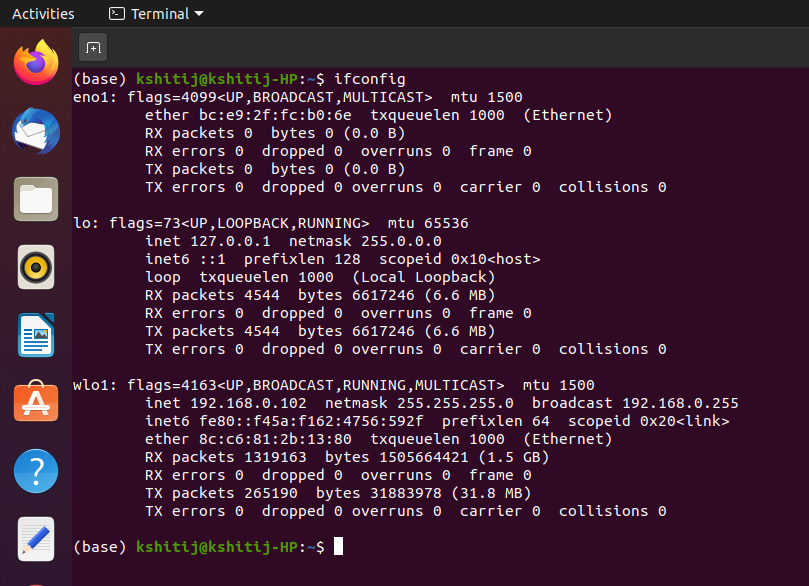 Activities Terminal
(base) kshitij@kshitij-HP:~$ ifconfig
eno1: flags=4099<UP,BROADCAST,MULTICAST>  mtu 1500
        ether bc:e9:2f:fc:b0:6e  txqueuelen 1000  (Ethernet)
        RX packets 0  bytes 0 (0.0 B)
        RX errors 0  dropped 0  overruns 0  frame 0
        TX packets 0  bytes 0 (0.0 B)
        TX errors 0  dropped 0 overruns 0  carrier 0  collisions 0

lo: flags=73<UP,LOOPBACK,RUNNING>  mtu 65536
        inet 127.0.0.1  netmask 255.0.0.0
        inet6 ::1  prefixlen 128  scopeid 0x10<host>
        loop  txqueuelen 1000  (Local Loopback)
        RX packets 4544  bytes 6617246 (6.6 MB)
        RX errors 0  dropped 0  overruns 0  frame 0
        TX packets 4544  bytes 6617246 (6.6 MB)
        TX errors 0  dropped 0 overruns 0  carrier 0  collisions 0

wlo1: flags=4163<UP,BROADCAST,RUNNING,MULTICAST>  mtu 1500
        inet 192.168.0.102  netmask 255.255.255.0  broadcast 192.168.0.255
        inet6 fe80::f45a:f162:4756:592f  prefixlen 64  scopeid 0x20<link>
        ether 8c:c6:81:2b:13:80  txqueuelen 1000  (Ethernet)
        RX packets 1319163  bytes 1505664421 (1.5 GB)
        RX errors 0  dropped 0  overruns 0  frame 0
        TX packets 265190  bytes 31883978 (31.8 MB)
        TX errors 0  dropped 0 overruns 0  carrier 0  collisions 0

(base) kshitij@kshitij-HP:~$